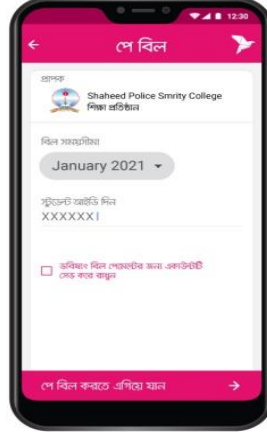 12:30
পে বিল
প্রাপক
Shaheed Police Smrity College
শিক্ষা প্রতিষ্ঠান
বিল সময়সীমা
January 2021
স্টুডেন্ট আইডি দিন
XXXXXX
ভবিষ্যৎ বিল পেমেন্টের জন্য একাউন্টটি
সেভ করে রাখুন
পে বিল করতে এগিয়ে যান